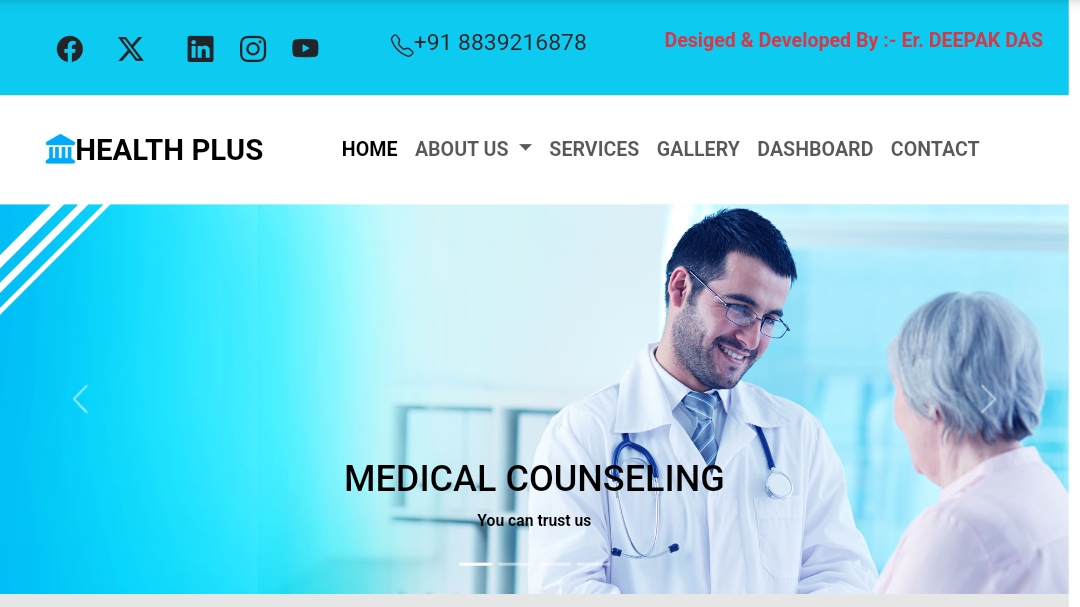 +91 8839216878
Desiged & Developed By :- Er. DEEPAK DAS
HEALTH PLUS
HOME ABOUT US SERVICES GALLERY DASHBOARD CONTACT
MEDICAL COUNSELING
You can trust us